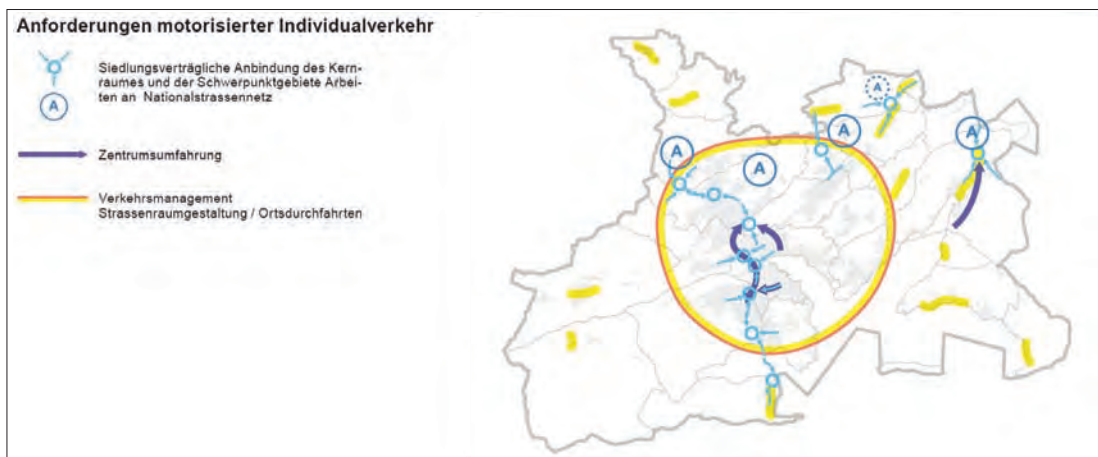 Anforderungen motorisierter Individualverkehr
Siedlungsverträgliche Anbindung des Kern-
raumes und der Schwerpunktgebiete Arbei-
ten an Nationalstrassennetz
A
Zentrumsumfahrung
Verkehrsmanagement
Strassenraumgestaltung / Ortsdurchfahrten
A
A
A
A
A